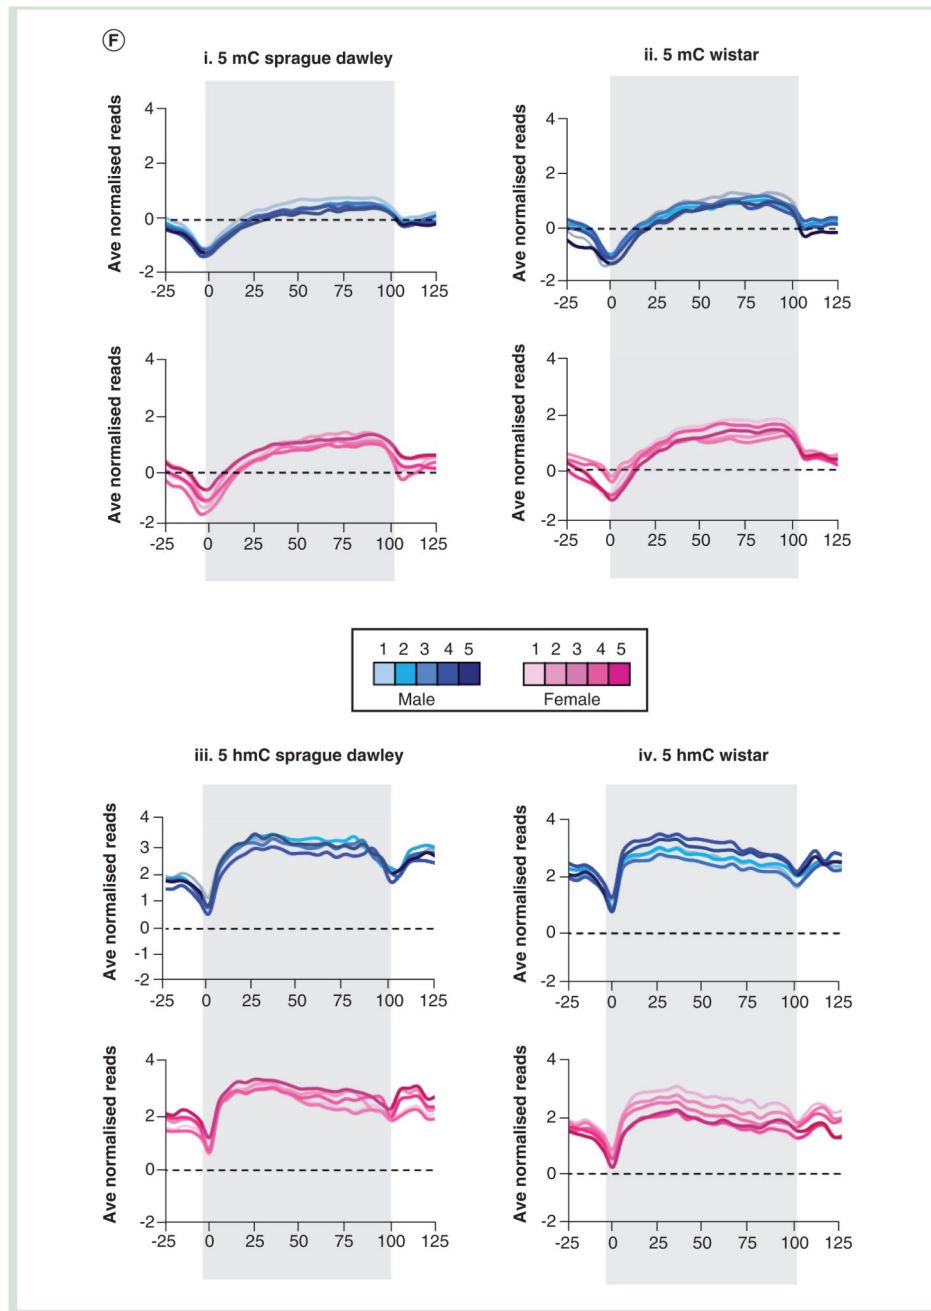 F
i. 5 mC sprague dawley
Ave normalised reads
4
2
0
-2
-25 0 25 50 75 100 125
Ave normalised reads
4
2
0
-2
-25 0 25 50 75 100 125
ii. 5 mC wistar
Ave normalised reads
4
2
0
-2
-25 0 25 50 75 100 125
Ave normalised reads
4
2
0
-2
-25 0 25 50 75 100 125
1 2 3 4 5
Male
1 2 3 4 5
Female
iii. 5 hmC sprague dawley
Ave normalised reads
4
3
2
1
0
-1
-2
-25 0 25 50 75 100 125
Ave normalised reads
4
2
0
-2
-25 0 25 50 75 100 125
iv. 5 hmC wistar
Ave normalised reads
4
2
0
-2
-25 0 25 50 75 100 125
Ave normalised reads
4
2
0
-2
-25 0 25 50 75 100 125